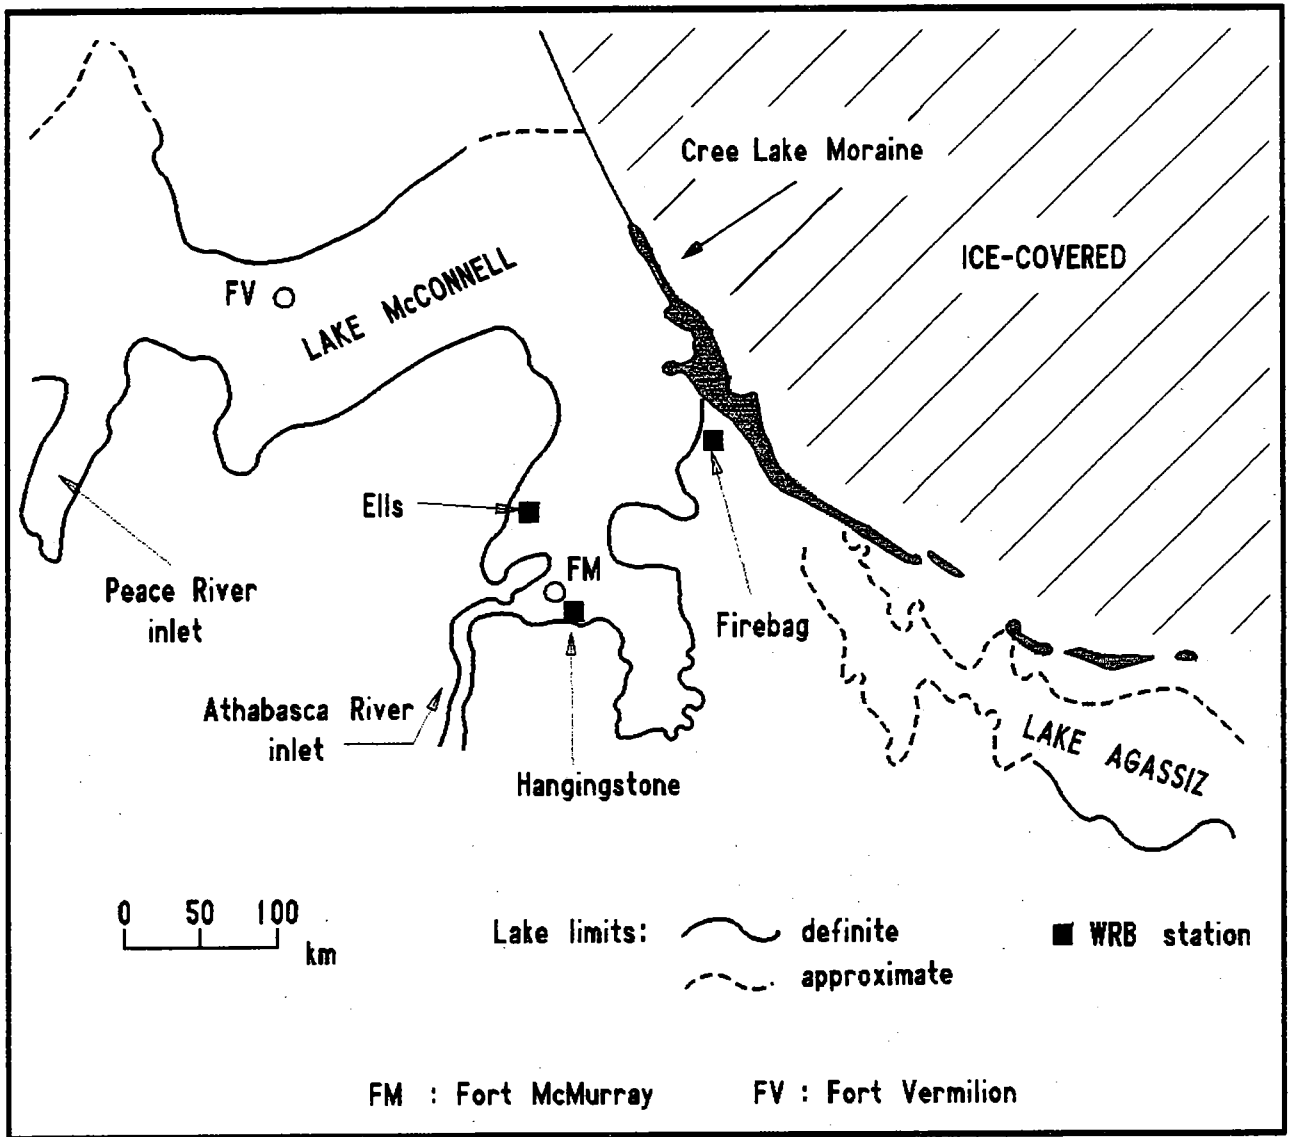 Cree Lake Moraine
ICE-COVERED
FV
LAKE McCONNELL
Ells
FM
Peace River
inlet
Firebag
Athabasca River
inlet
Hangingstone
LAKE AGASSIZ
0 50 100
km
Lake limits: definite
approximate
WRB station
FM : Fort McMurray
FV : Fort Vermilion